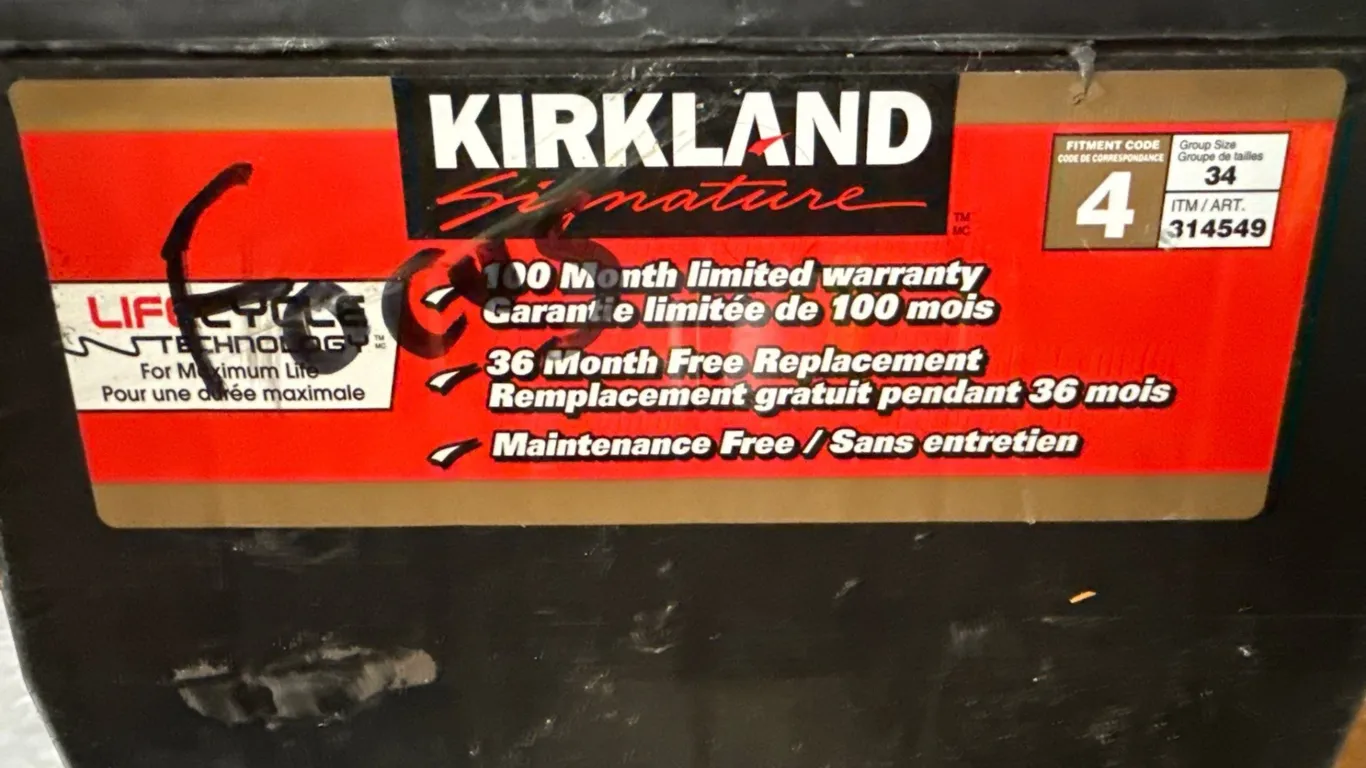 KIRKLAND
Signature
TM
MC
FITMENT CODE
CODE DE CORRESPONDANCE
4
Group Size
Groupe de tailles
34
ITM / ART.
314549
Focus
LIFECYCLE
TECHNOLOGY TM MC
For Maximum Life
Pour une durée maximale
100 Month limited warranty
Garantie limitée de 100 mois
36 Month Free Replacement
Remplacement gratuit pendant 36 mois
Maintenance Free / Sans entretien